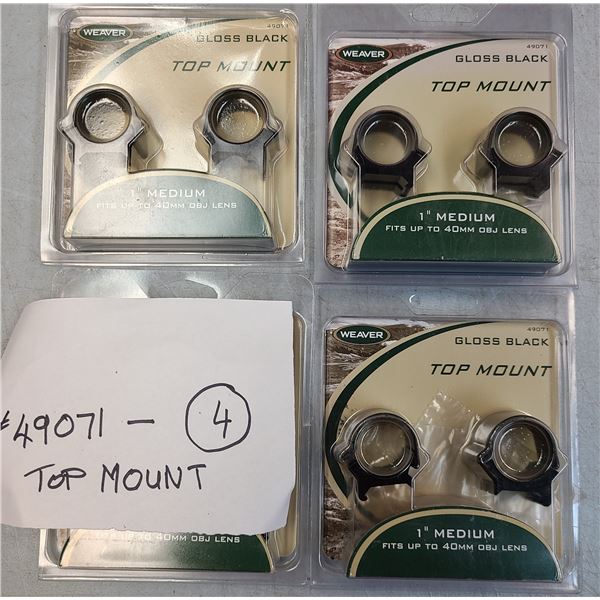 WEAVER
49071
GLOSS BLACK
TOP MOUNT
1" MEDIUM
FITS UP TO 40MM OBJ LENS
WEAVER
49071
GLOSS BLACK
TOP MOUNT
1" MEDIUM
FITS UP TO 40MM OBJ LENS
#49071 — 4
TOP MOUNT
FITS UP TO 40MM OBJ LENS
WEAVER
49071
GLOSS BLACK
TOP MOUNT
1" MEDIUM
FITS UP TO 40MM OBJ LENS